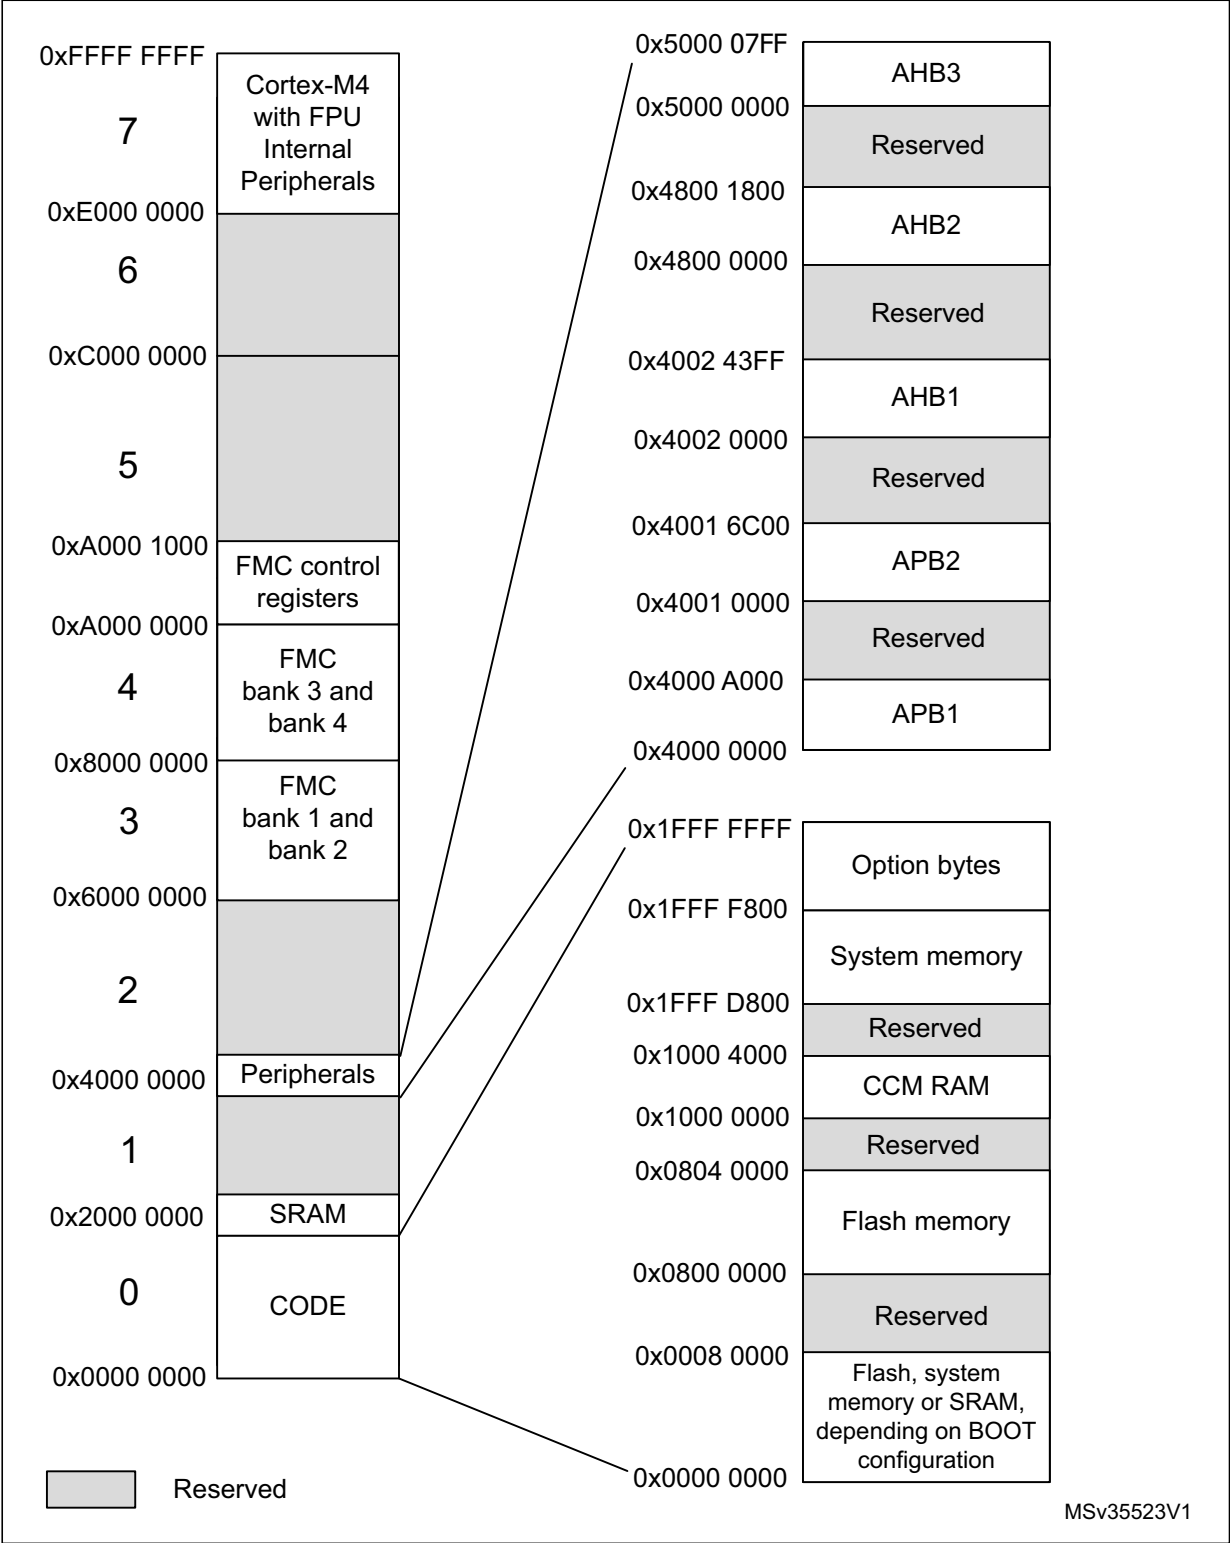 0xFFFF FFFF
Cortex-M4
with FPU
Internal
Peripherals
7
0xE000 0000
6
0xC000 0000
5
0xA000 1000
FMC control
registers
0xA000 0000
FMC
bank 3 and
bank 4
4
0x8000 0000
FMC
bank 1 and
bank 2
3
0x6000 0000
2
Peripherals
0x4000 0000
1
SRAM
0x2000 0000
0
CODE
0x0000 0000
Reserved
0x5000 07FF
AHB3
0x5000 0000
Reserved
0x4800 1800
AHB2
0x4800 0000
Reserved
0x4002 43FF
AHB1
0x4002 0000
Reserved
0x4001 6C00
APB2
0x4001 0000
Reserved
0x4000 A000
APB1
0x4000 0000
0x1FFF FFFF
Option bytes
0x1FFF F800
System memory
0x1FFF D800
Reserved
0x1000 4000
CCM RAM
0x1000 0000
Reserved
0x0804 0000
Flash memory
0x0800 0000
Reserved
0x0008 0000
Flash, system
memory or SRAM,
depending on BOOT
configuration
0x0000 0000
MSv35523V1